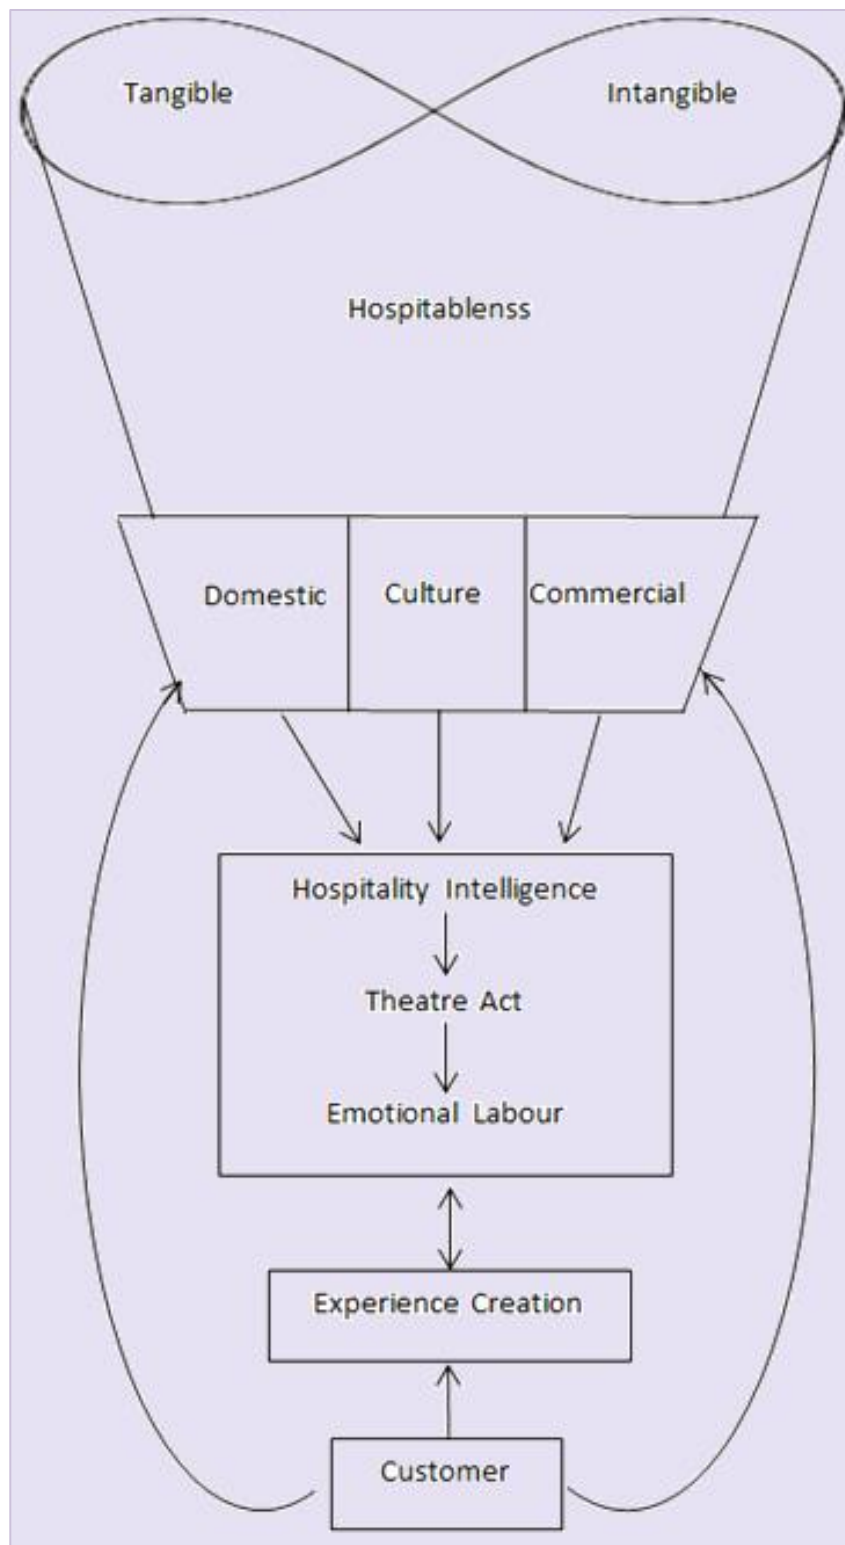 Tangible Intangible
Hospitablenss
Domestic Culture Commercial
Hospitality Intelligence
Theatre Act
Emotional Labour
Experience Creation
Customer